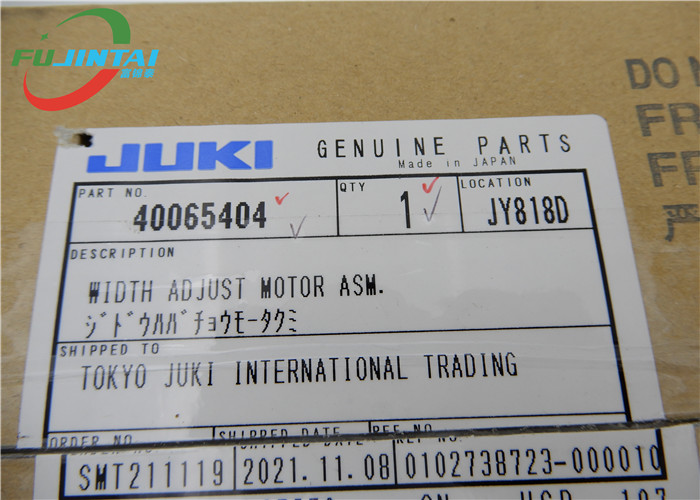 FUJINTAI
DO N
FR
FR
严
JUKI GENUINE PARTS
Made in JAPAN
PART NO. QTY LOCATION
40065404 1 JY818D
DESCRIPTION
WIDTH ADJUST MOTOR ASM.
ジドウハバチョウモータクミ
SHIPPED TO
TOKYO JUKI INTERNATIONAL TRADING
ORDER NO. SHIPPED DATE REF NO.
SMT211119 2021.11.08 0102738723-000010